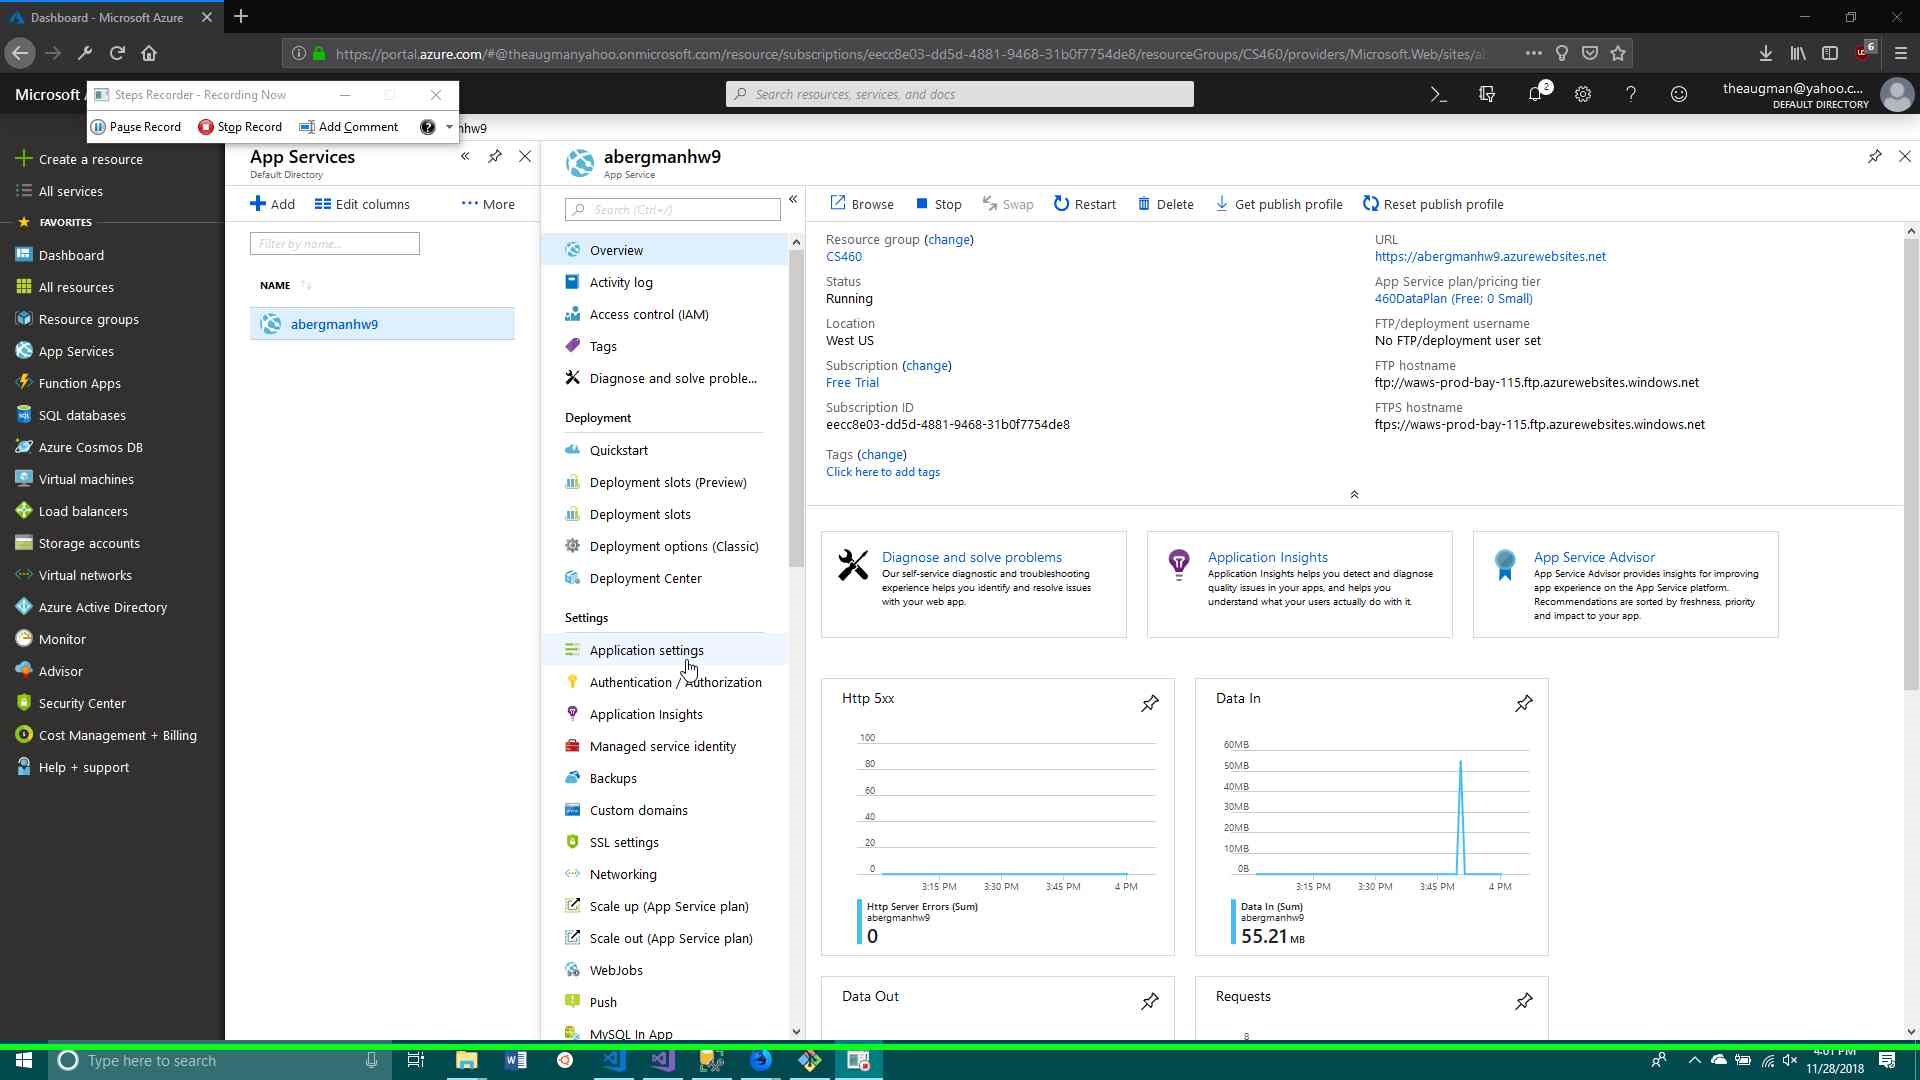 Dashboard - Microsoft Azure
https://portal.azure.com/#@theaugmanyahoo.onmicrosoft.com/resource/subscriptions/eecc8e03-dd5d-4881-9468-31b0f7754de8/resourceGroups/CS460/providers/Microsoft.Web/sites/ab
6
Microsoft
Steps Recorder - Recording Now
Pause Record
Stop Record
Add Comment
hw9
Search resources, services, and docs
2
theaugman@yahoo.c...
DEFAULT DIRECTORY
Create a resource
All services
FAVORITES
Dashboard
All resources
Resource groups
App Services
Function Apps
SQL databases
Azure Cosmos DB
Virtual machines
Load balancers
Storage accounts
Virtual networks
Azure Active Directory
Monitor
Advisor
Security Center
Cost Management + Billing
Help + support
App Services
Default Directory
Add
Edit columns
More
Filter by name...
NAME
abergmanhw9
abergmanhw9
App Service
Search (Ctrl+/)
Overview
Activity log
Access control (IAM)
Tags
Diagnose and solve proble...
Deployment
Quickstart
Deployment slots (Preview)
Deployment slots
Deployment options (Classic)
Deployment Center
Settings
Application settings
Authentication / Authorization
Application Insights
Managed service identity
Backups
Custom domains
SSL settings
Networking
Scale up (App Service plan)
Scale out (App Service plan)
WebJobs
Push
MySQL In App
Browse
Stop
Swap
Restart
Delete
Get publish profile
Reset publish profile
Resource group (change)
CS460
Status
Running
Location
West US
Subscription (change)
Free Trial
Subscription ID
eecc8e03-dd5d-4881-9468-31b0f7754de8
Tags (change)
Click here to add tags
URL
https://abergmanhw9.azurewebsites.net
App Service plan/pricing tier
460DataPlan (Free: 0 Small)
FTP/deployment username
No FTP/deployment user set
FTP hostname
ftp://waws-prod-bay-115.ftp.azurewebsites.windows.net
FTPS hostname
ftps://waws-prod-bay-115.ftp.azurewebsites.windows.net
Diagnose and solve problems
Our self-service diagnostic and troubleshooting
experience helps you identify and resolve issues
with your web app.
Application Insights
Application Insights helps you detect and diagnose
quality issues in your apps, and helps you
understand what your users actually do with it.
App Service Advisor
App Service Advisor provides insights for improving
app experience on the App Service platform.
Recommendations are sorted by freshness, priority
and impact to your app.
Http 5xx
100
80
60
40
20
0
3:15 PM 3:30 PM 3:45 PM 4 PM
Http Server Errors (Sum)
abergmanhw9
0
Data In
60MB
50MB
40MB
30MB
20MB
10MB
0B
3:15 PM 3:30 PM 3:45 PM 4 PM
Data In (Sum)
abergmanhw9
55.21 MB
Data Out
Requests
8
Type here to search
4:01 PM
11/28/2018